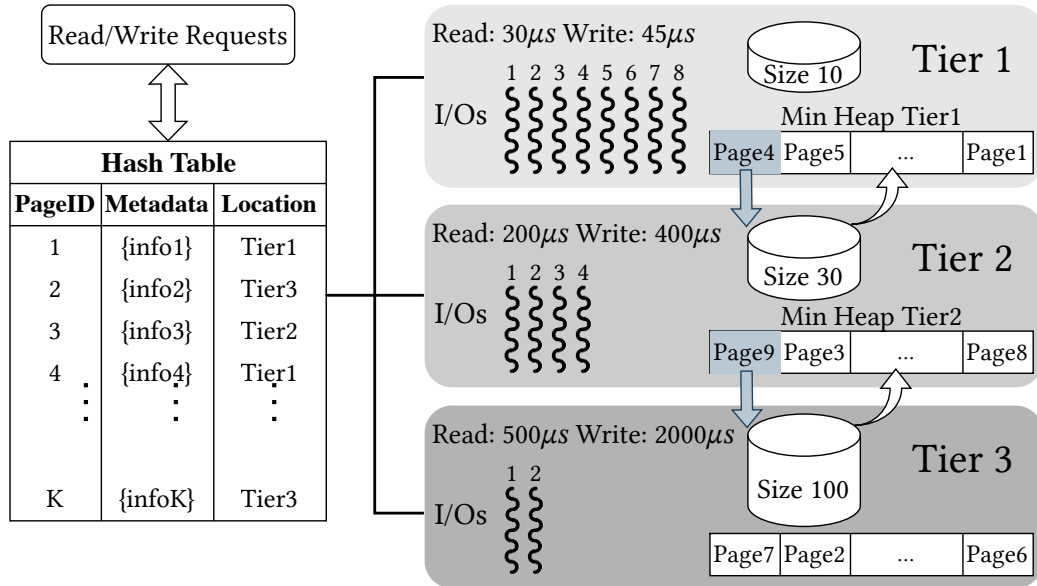 Read/Write Requests
Hash Table
PageID Metadata Location
1 {info1} Tier1
2 {info2} Tier3
3 {info3} Tier2
4 {info4} Tier1
K {infoK} Tier3
Read: 30μs Write: 45μs
Tier 1
1 2 3 4 5 6 7 8
I/Os
Size 10
Min Heap Tier1
Page4 Page5 ... Page1
Read: 200μs Write: 400μs
Tier 2
1 2 3 4
I/Os
Size 30
Min Heap Tier2
Page9 Page3 ... Page8
Read: 500μs Write: 2000μs
Tier 3
1 2
I/Os
Size 100
Page7 Page2 ... Page6